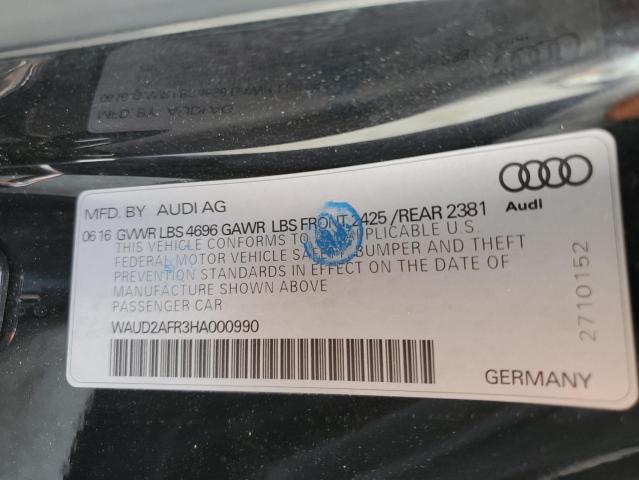 MFD. BY AUDI AG
06 16 GVWR LBS 4696 GAWR LBS FRONT 2425 /REAR 2381
THIS VEHICLE CONFORMS TO ALL APPLICABLE U.S.
FEDERAL MOTOR VEHICLE SAFETY BUMPER AND THEFT
PREVENTION STANDARDS IN EFFECT ON THE DATE OF
MANUFACTURE SHOWN ABOVE
PASSENGER CAR
WAUD2AFR3HA000990
Audi
2710152
GERMANY